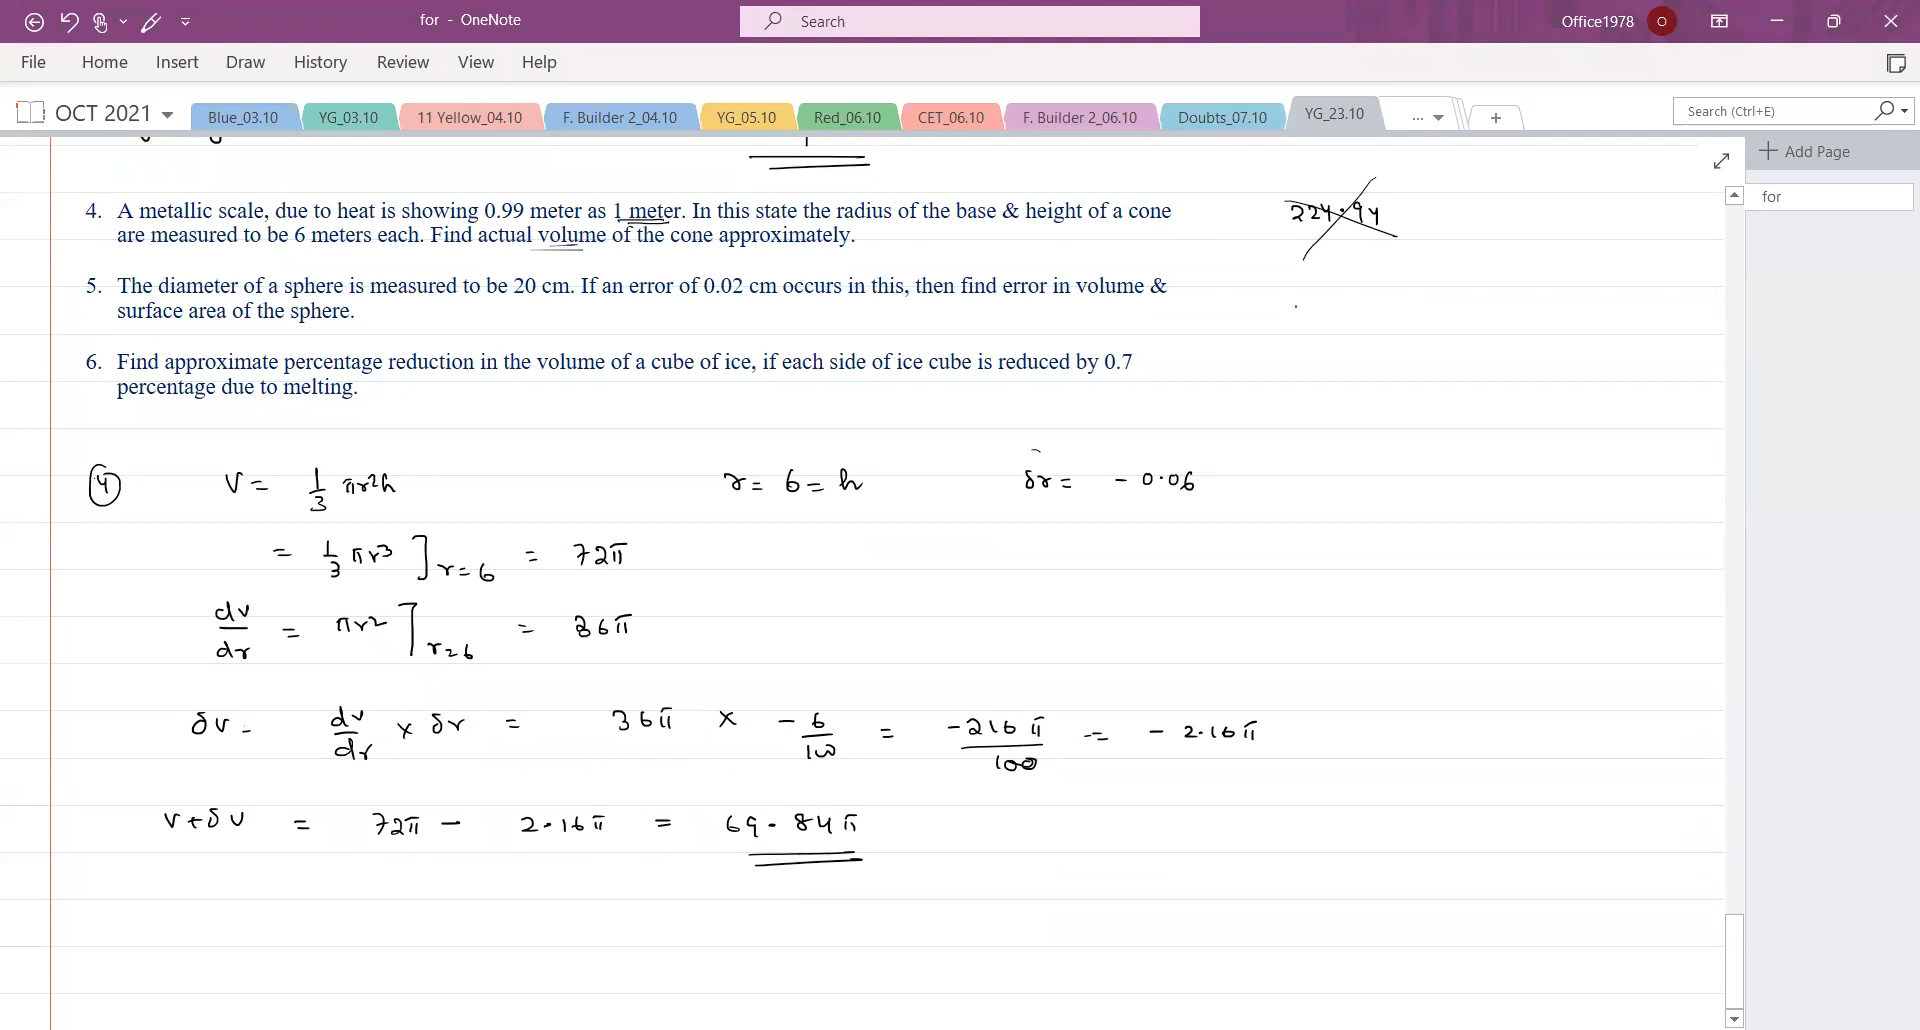 for - OneNote
Search
Office1978
O
File Home Insert Draw History Review View Help
OCT 2021
Blue_03.10
YG_03.10
11 Yellow_04.10
F. Builder 2_04.10
YG_05.10
Red_06.10
CET_06.10
F. Builder 2_06.10
Doubts_07.10
YG_23.10
...
+
Search (Ctrl+E)
+ Add Page
for
4. A metallic scale, due to heat is showing 0.99 meter as 1 meter. In this state the radius of the base & height of a cone
are measured to be 6 meters each. Find actual volume of the cone approximately.
224.94
5. The diameter of a sphere is measured to be 20 cm. If an error of 0.02 cm occurs in this, then find error in volume &
surface area of the sphere.
6. Find approximate percentage reduction in the volume of a cube of ice, if each side of ice cube is reduced by 0.7
percentage due to melting.
④ V = 1/3 πr²h r = 6 = h δr = - 0.06
= 1/3 πr³ ]r=6 = 72π
dv/dr = πr² ]r=6 = 36π
δv = dv/dr × δr = 36π × -6/100 = -216π/100 = - 2.16π
v+δv = 72π - 2.16π = 69.84π